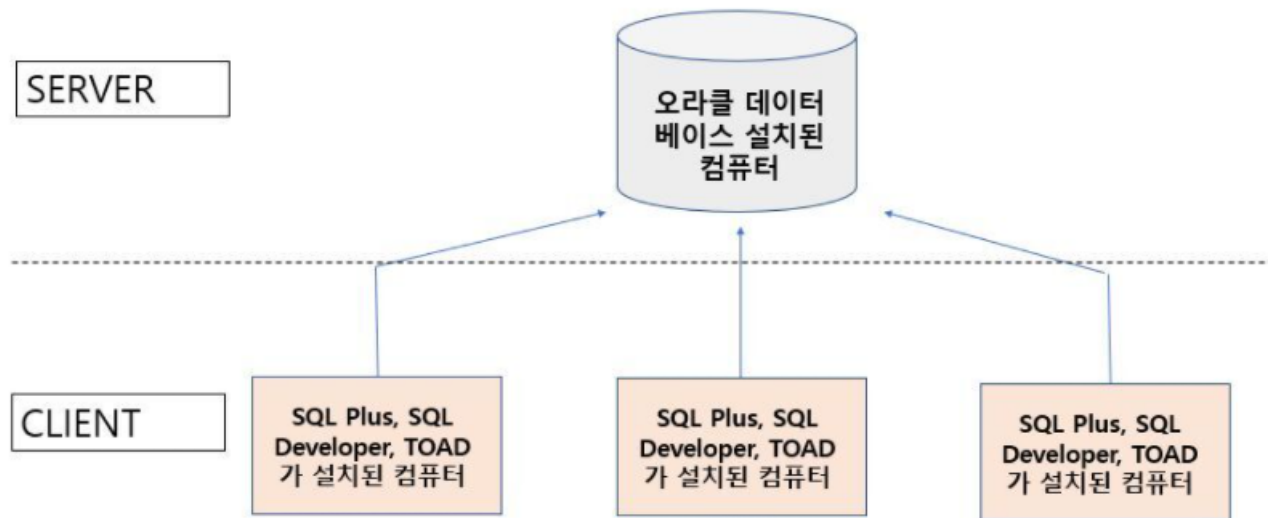 SERVER
오라클 데이터
베이스 설치된
컴퓨터
CLIENT
SQL Plus, SQL
Developer, TOAD
가 설치된 컴퓨터
SQL Plus, SQL
Developer, TOAD
가 설치된 컴퓨터
SQL Plus, SQL
Developer, TOAD
가 설치된 컴퓨터